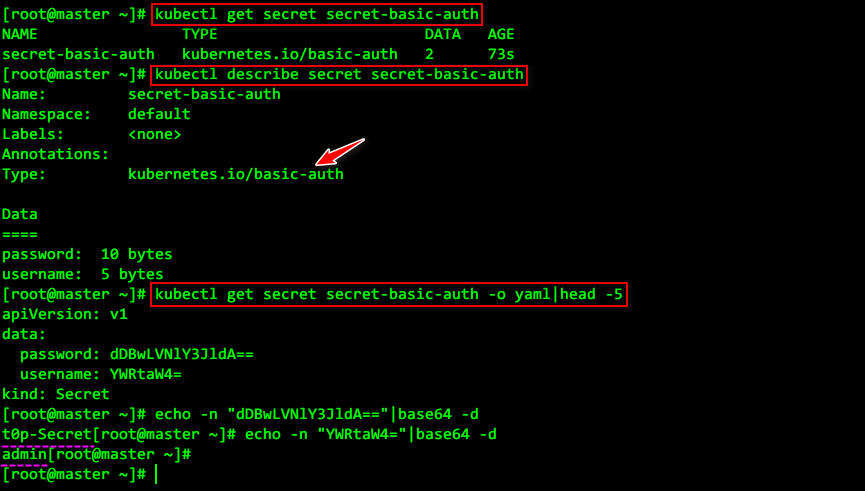 [root@master ~]# kubectl get secret secret-basic-auth
NAME                TYPE                       DATA   AGE
secret-basic-auth   kubernetes.io/basic-auth   2      73s
[root@master ~]# kubectl describe secret secret-basic-auth
Name:         secret-basic-auth
Namespace:    default
Labels:       <none>
Annotations:
Type:         kubernetes.io/basic-auth

Data
====
password:  10 bytes
username:  5 bytes
[root@master ~]# kubectl get secret secret-basic-auth -o yaml|head -5
apiVersion: v1
data:
  password: dDBwLVNlY3JldA==
  username: YWRtaW4=
kind: Secret
[root@master ~]# echo -n "dDBwLVNlY3JldA=="|base64 -d
t0p-Secret[root@master ~]# echo -n "YWRtaW4="|base64 -d
admin[root@master ~]#
[root@master ~]#